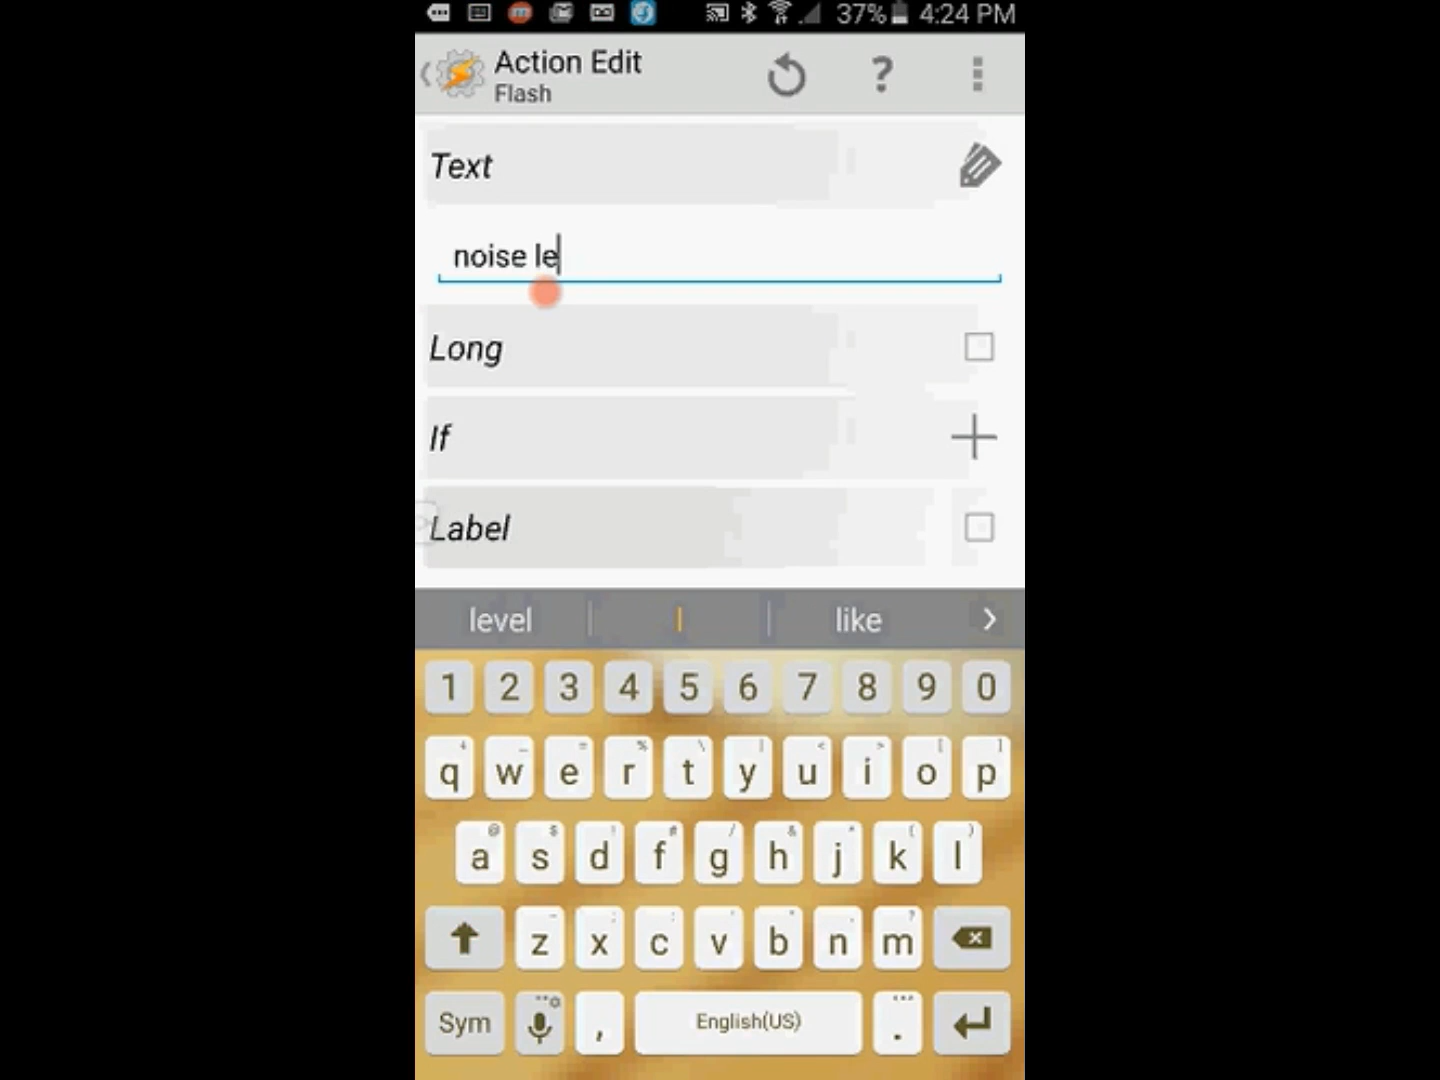 37% 4:24 PM
Action Edit
Flash
?
Text
noise le
Long
If
Label
level l like
1 2 3 4 5 6 7 8 9 0
q w e r t y u i o p
a s d f g h j k l
z x c v b n m
Sym , English(US) .